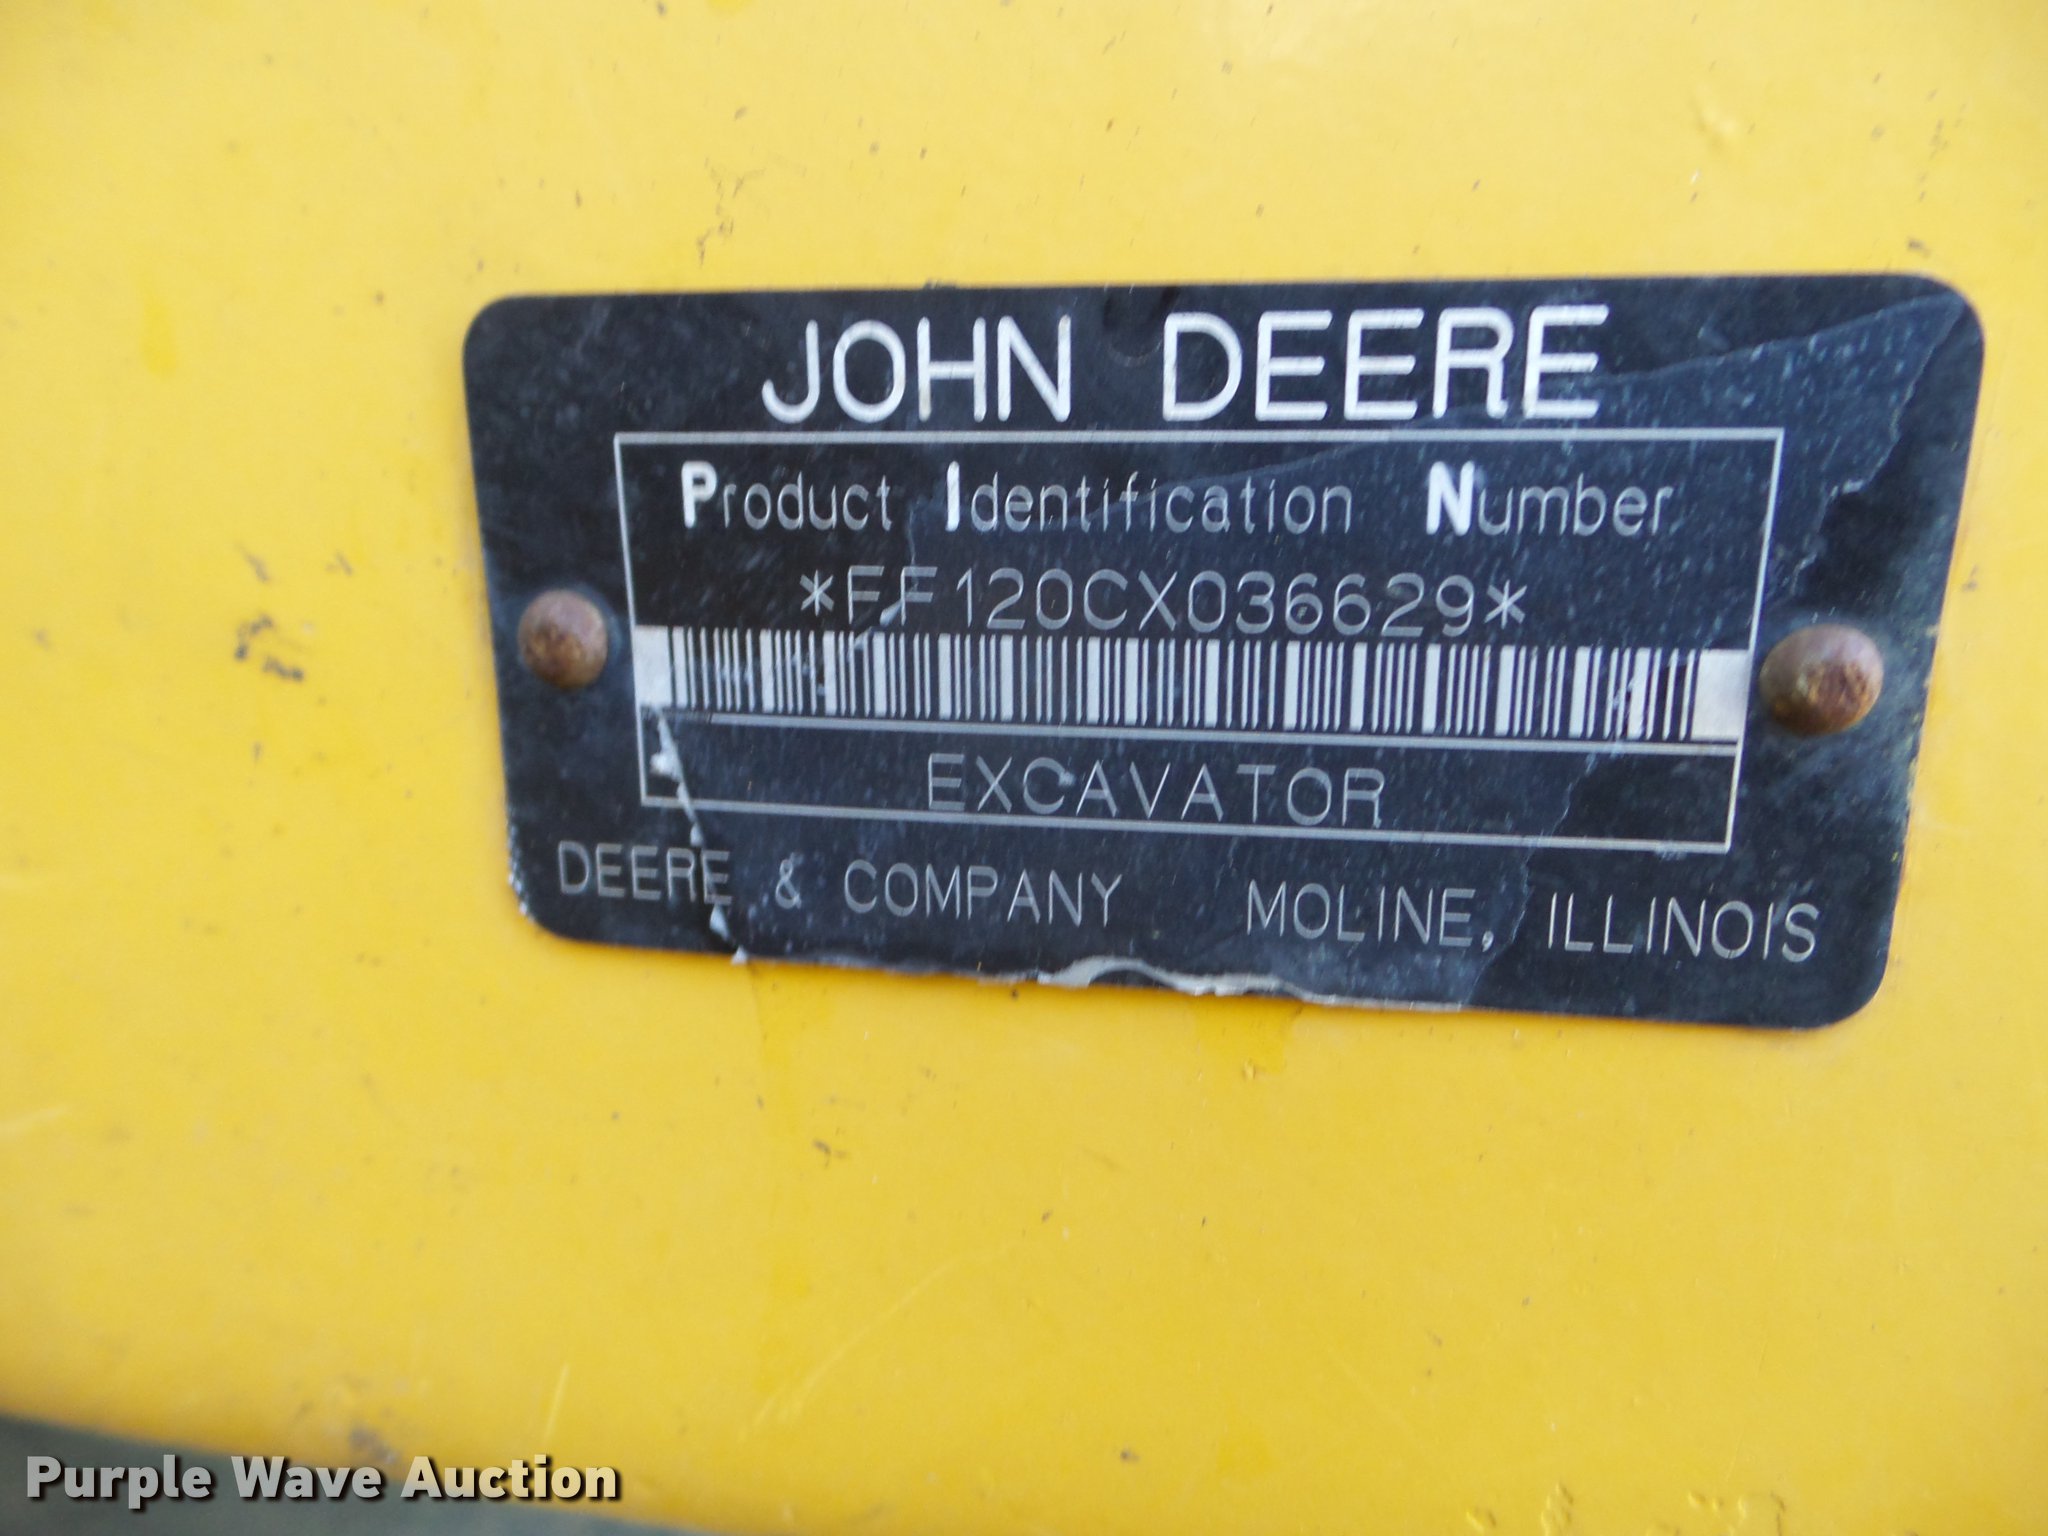 JOHN DEERE
Product Identification Number
*FF120CX036629*
EXCAVATOR
DEERE & COMPANY MOLINE, ILLINOIS
Purple Wave Auction